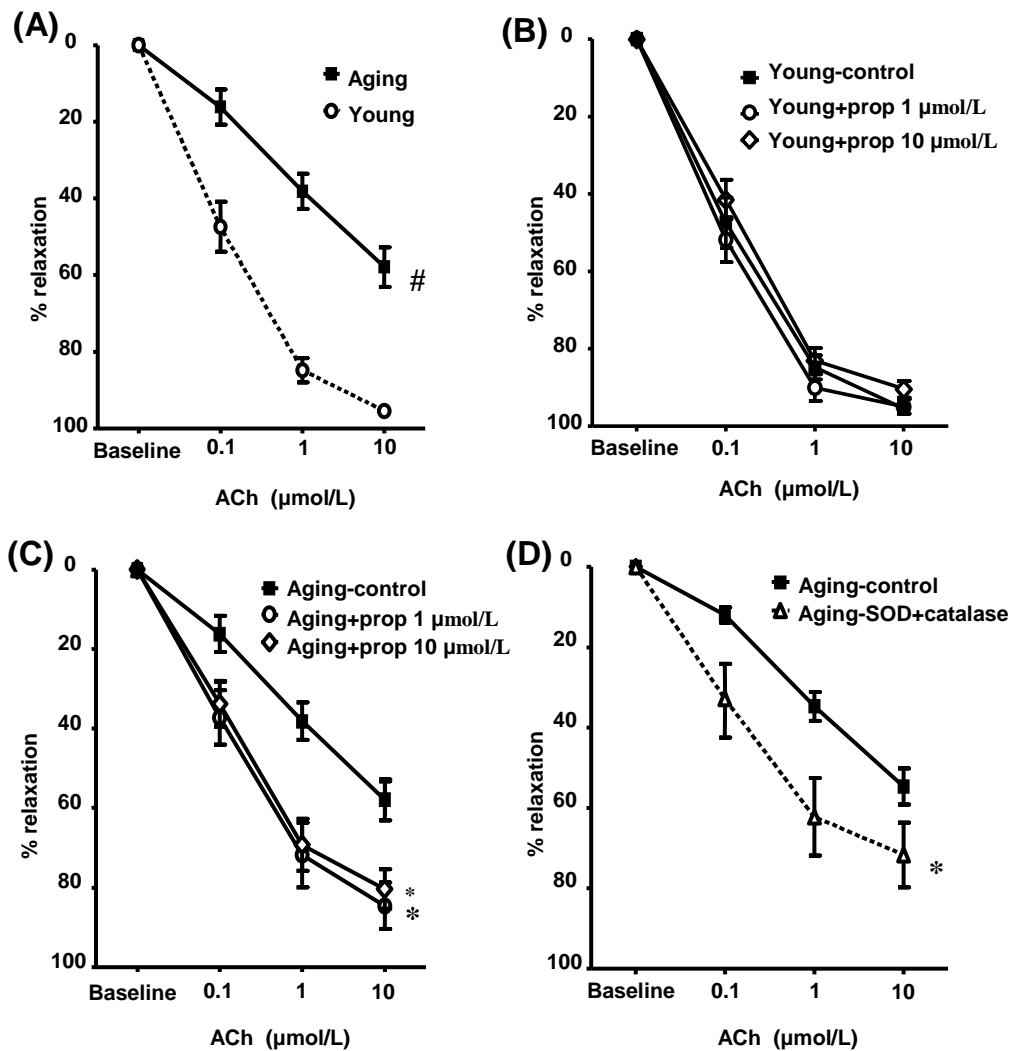 (A)
0
20
40
60
80
100
% relaxation
Aging
Young
#
Baseline 0.1 1 10
ACh (µmol/L)
(B)
0
20
40
60
80
100
% relaxation
Young-control
Young+prop 1 µmol/L
Young+prop 10 µmol/L
Baseline 0.1 1 10
ACh (µmol/L)
(C)
0
20
40
60
80
100
% relaxation
Aging-control
Aging+prop 1 µmol/L
Aging+prop 10 µmol/L
*
*
Baseline 0.1 1 10
ACh (µmol/L)
(D)
0
20
40
60
80
100
% relaxation
Aging-control
Aging-SOD+catalase
*
Baseline 0.1 1 10
ACh (µmol/L)